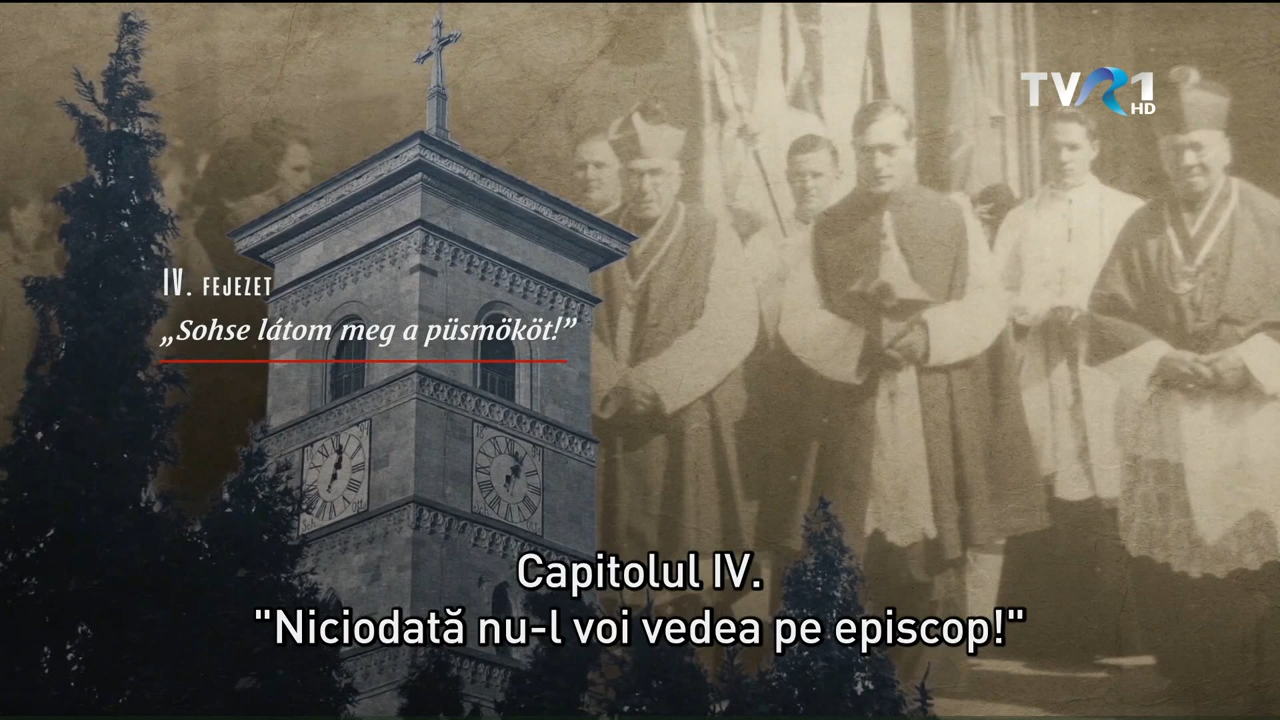 TVR1
HD
IV. FEJEZET
„Sohse látom meg a püsmököt!”
Capitolul IV.
"Niciodată nu-l voi vedea pe episcop!"